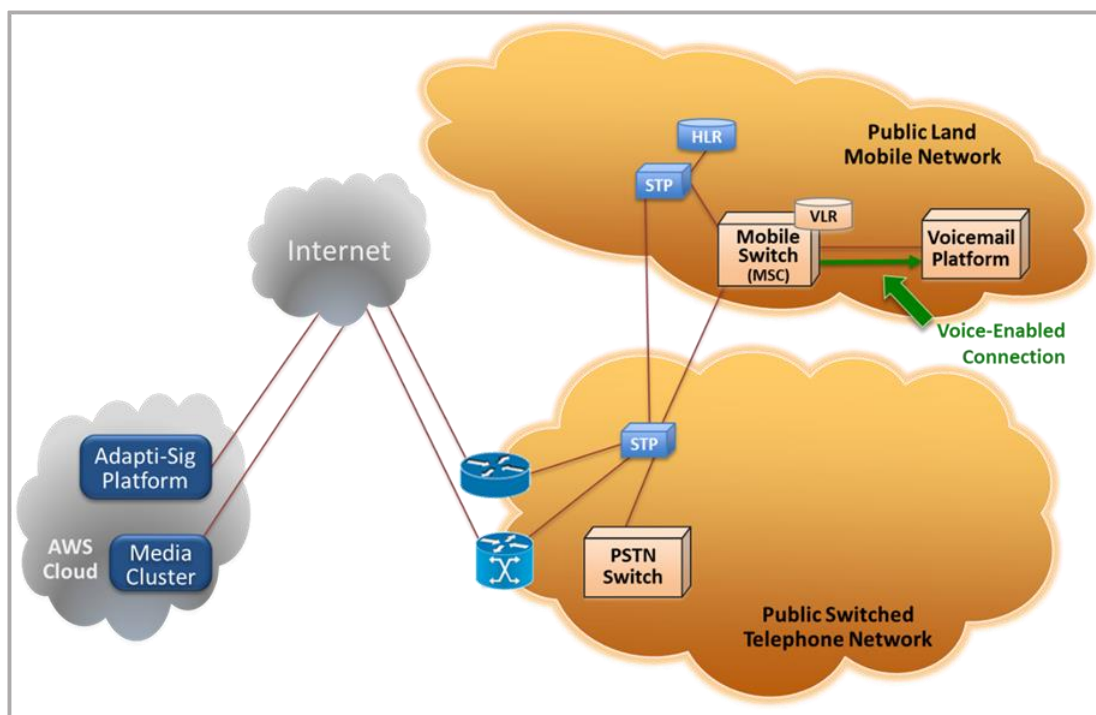 HLR
Public Land
Mobile Network
STP
VLR
Mobile
Switch
(MSC)
Voicemail
Platform
Internet
Voice-Enabled
Connection
Adapti-Sig
Platform
STP
AWS
Cloud
Media
Cluster
PSTN
Switch
Public Switched
Telephone Network